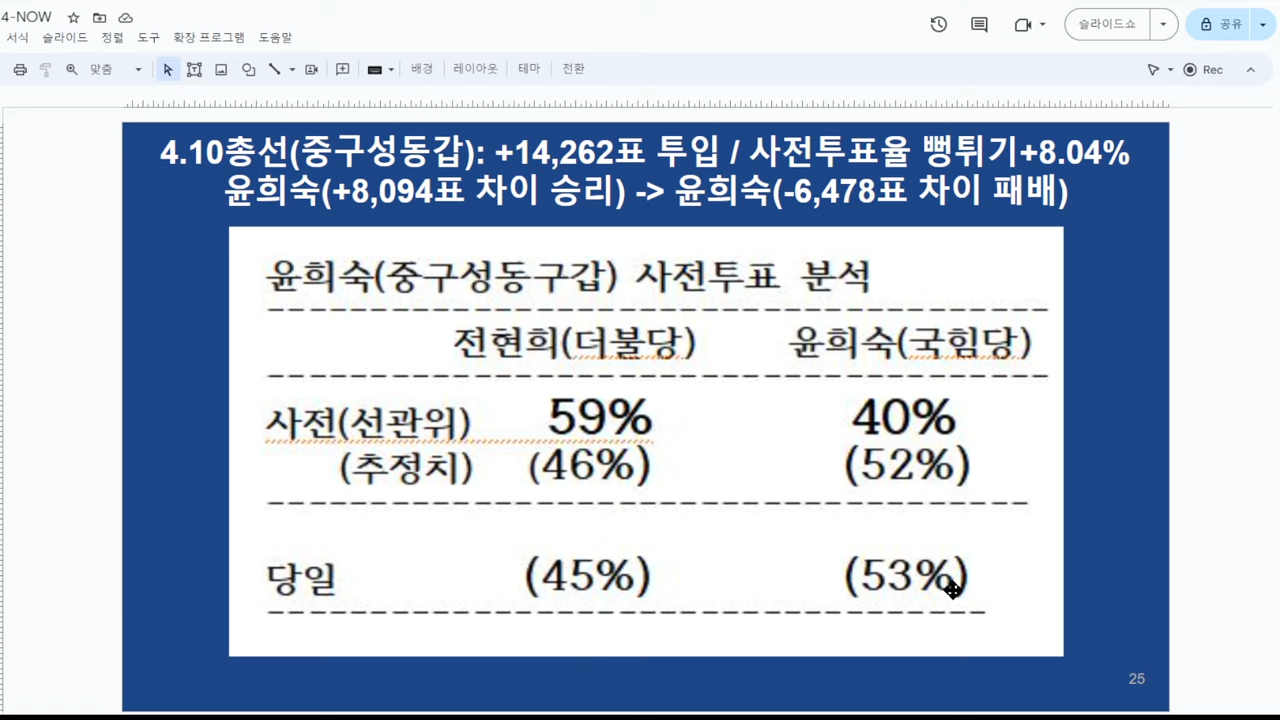 4-NOW
서식 슬라이드 정렬 도구 확장 프로그램 도움말
슬라이드쇼
공유
맞춤
배경 레이아웃 테마 전환
Rec
4.10총선(중구성동갑): +14,262표 투입 / 사전투표율 뻥튀기+8.04%
윤희숙(+8,094표 차이 승리) -> 윤희숙(-6,478표 차이 패배)
윤희숙(중구성동구갑) 사전투표 분석
전현희(더불당) 윤희숙(국힘당)
사전(선관위) 59% 40%
(추정치) (46%) (52%)
당일 (45%) (53%)
25